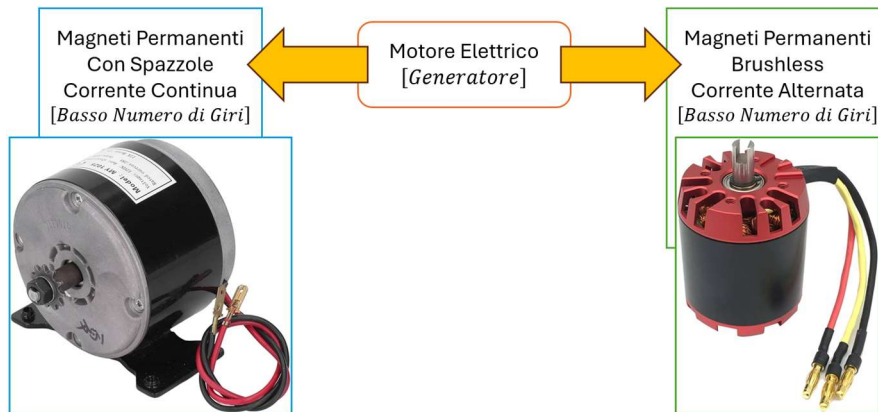 Magneti Permanenti
Con Spazzole
Corrente Continua
[Basso Numero di Giri]
Motore Elettrico
[Generatore]
Magneti Permanenti
Brushless
Corrente Alternata
[Basso Numero di Giri]